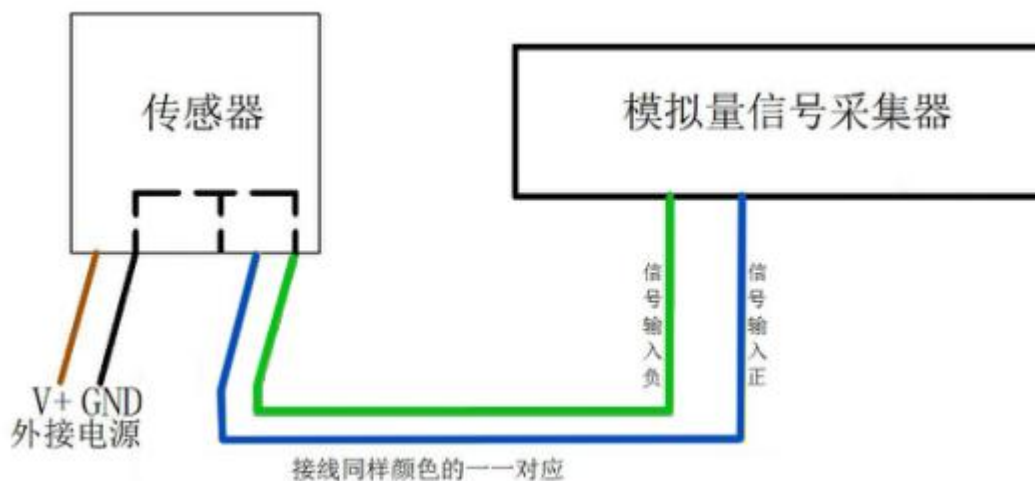 传感器
模拟量信号采集器
信号输入负
信号输入正
V+ GND
外接电源
接线同样颜色的一一对应